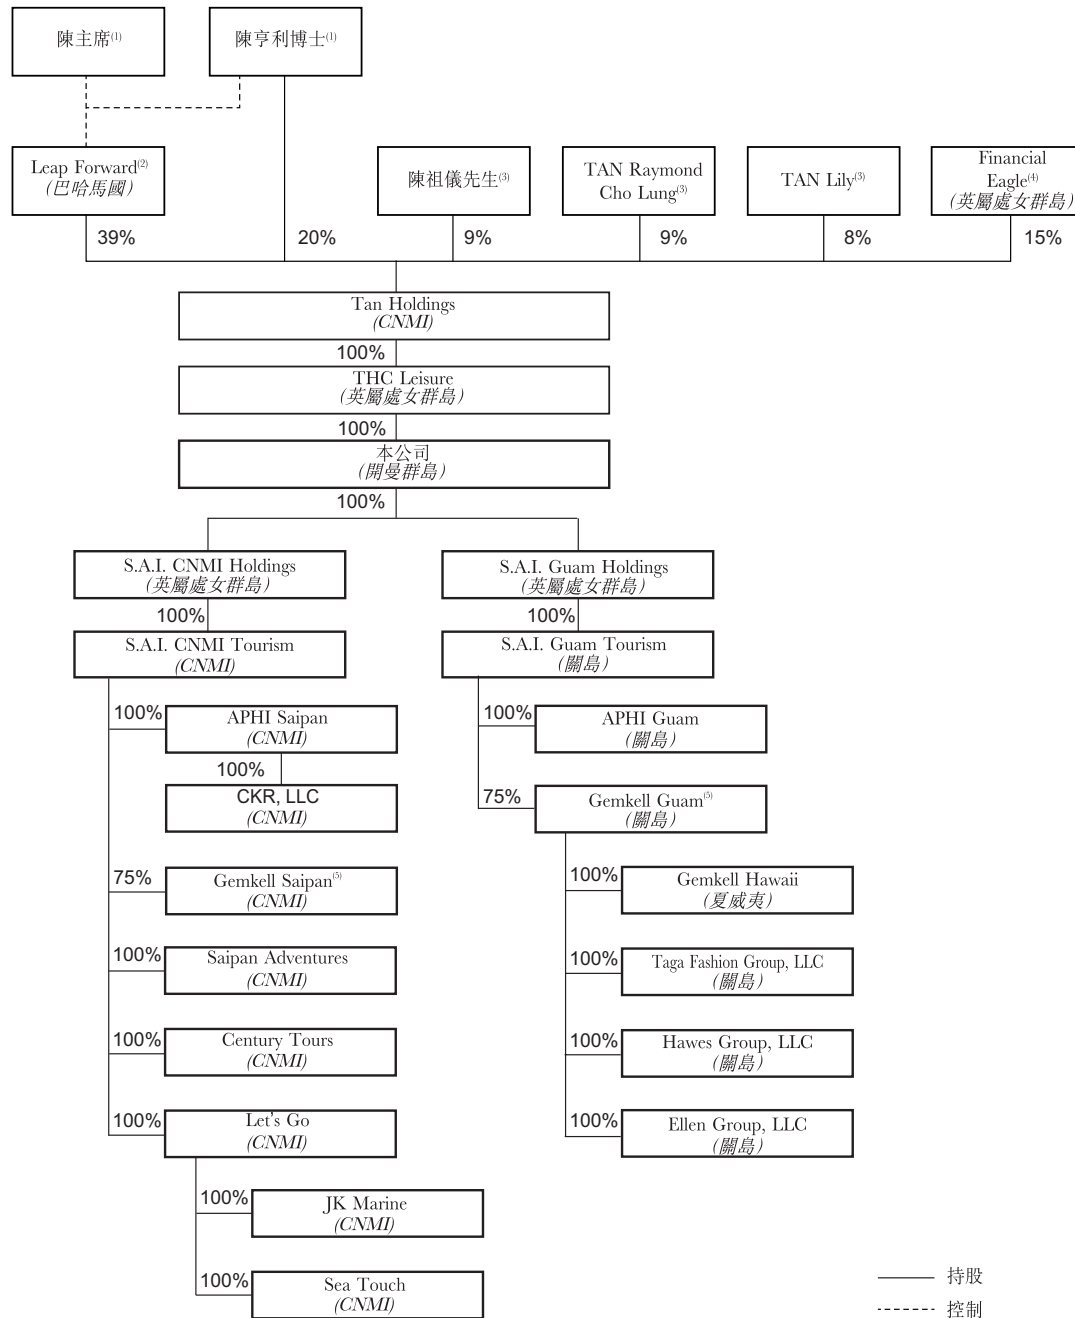 陳主席(1)
陳亨利博士(1)
Leap Forward(2)
(巴哈馬國)
陳祖儀先生(3)
TAN Raymond
Cho Lung(3)
TAN Lily(3)
Financial
Eagle(4)
(英屬處女群島)
39%
20%
9%
9%
8%
15%
Tan Holdings
(CNMI)
100%
THC Leisure
(英屬處女群島)
100%
本公司
(開曼群島)
100%
S.A.I. CNMI Holdings
(英屬處女群島)
S.A.I. Guam Holdings
(英屬處女群島)
100%
100%
S.A.I. CNMI Tourism
(CNMI)
S.A.I. Guam Tourism
(關島)
100%
APHI Saipan
(CNMI)
100%
APHI Guam
(關島)
100%
CKR, LLC
(CNMI)
75%
Gemkell Guam(5)
(關島)
75%
Gemkell Saipan(5)
(CNMI)
100%
Gemkell Hawaii
(夏威夷)
100%
Saipan Adventures
(CNMI)
100%
Taga Fashion Group, LLC
(關島)
100%
Century Tours
(CNMI)
100%
Hawes Group, LLC
(關島)
100%
Let's Go
(CNMI)
100%
Ellen Group, LLC
(關島)
100%
JK Marine
(CNMI)
100%
Sea Touch
(CNMI)
持股
控制